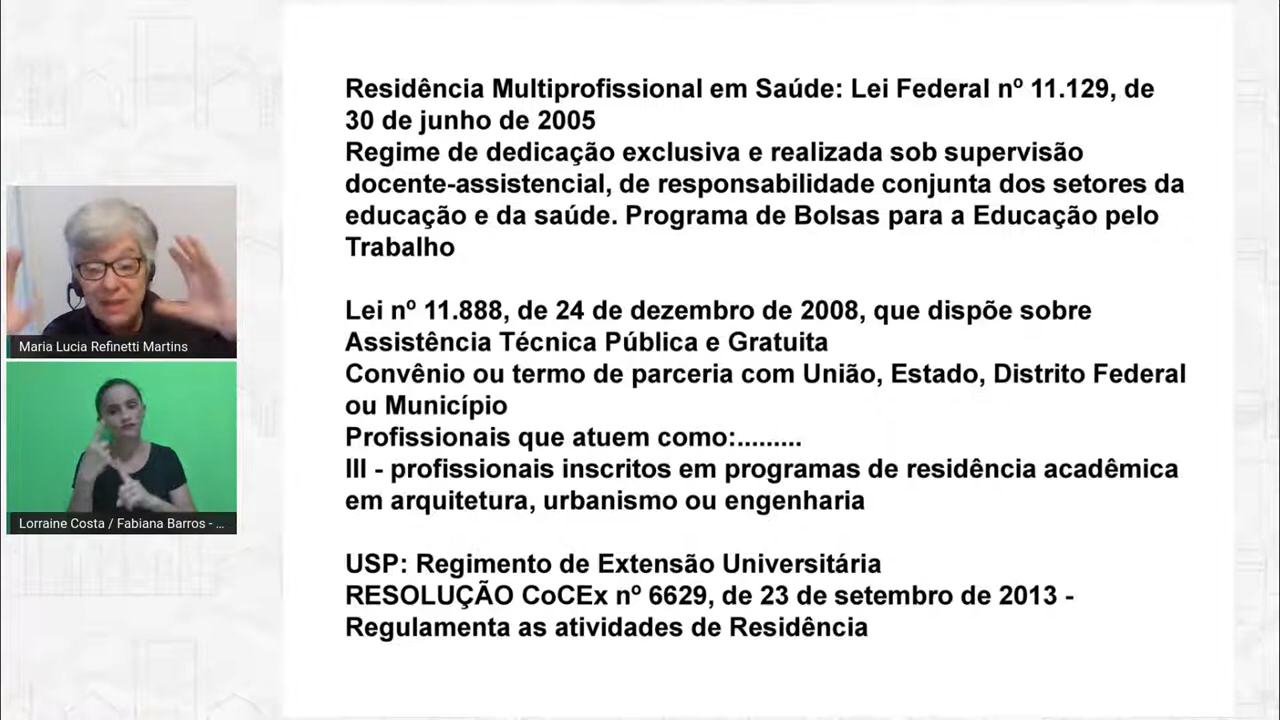 Residência Multiprofissional em Saúde: Lei Federal nº 11.129, de
30 de junho de 2005
Regime de dedicação exclusiva e realizada sob supervisão
docente-assistencial, de responsabilidade conjunta dos setores da
educação e da saúde. Programa de Bolsas para a Educação pelo
Trabalho
Lei nº 11.888, de 24 de dezembro de 2008, que dispõe sobre
Assistência Técnica Pública e Gratuita
Convênio ou termo de parceria com União, Estado, Distrito Federal
ou Município
Profissionais que atuem como:.........
III - profissionais inscritos em programas de residência acadêmica
em arquitetura, urbanismo ou engenharia
USP: Regimento de Extensão Universitária
RESOLUÇÃO CoCEx nº 6629, de 23 de setembro de 2013 -
Regulamenta as atividades de Residência
Maria Lucia Refinetti Martins
Lorraine Costa / Fabiana Barros - ...